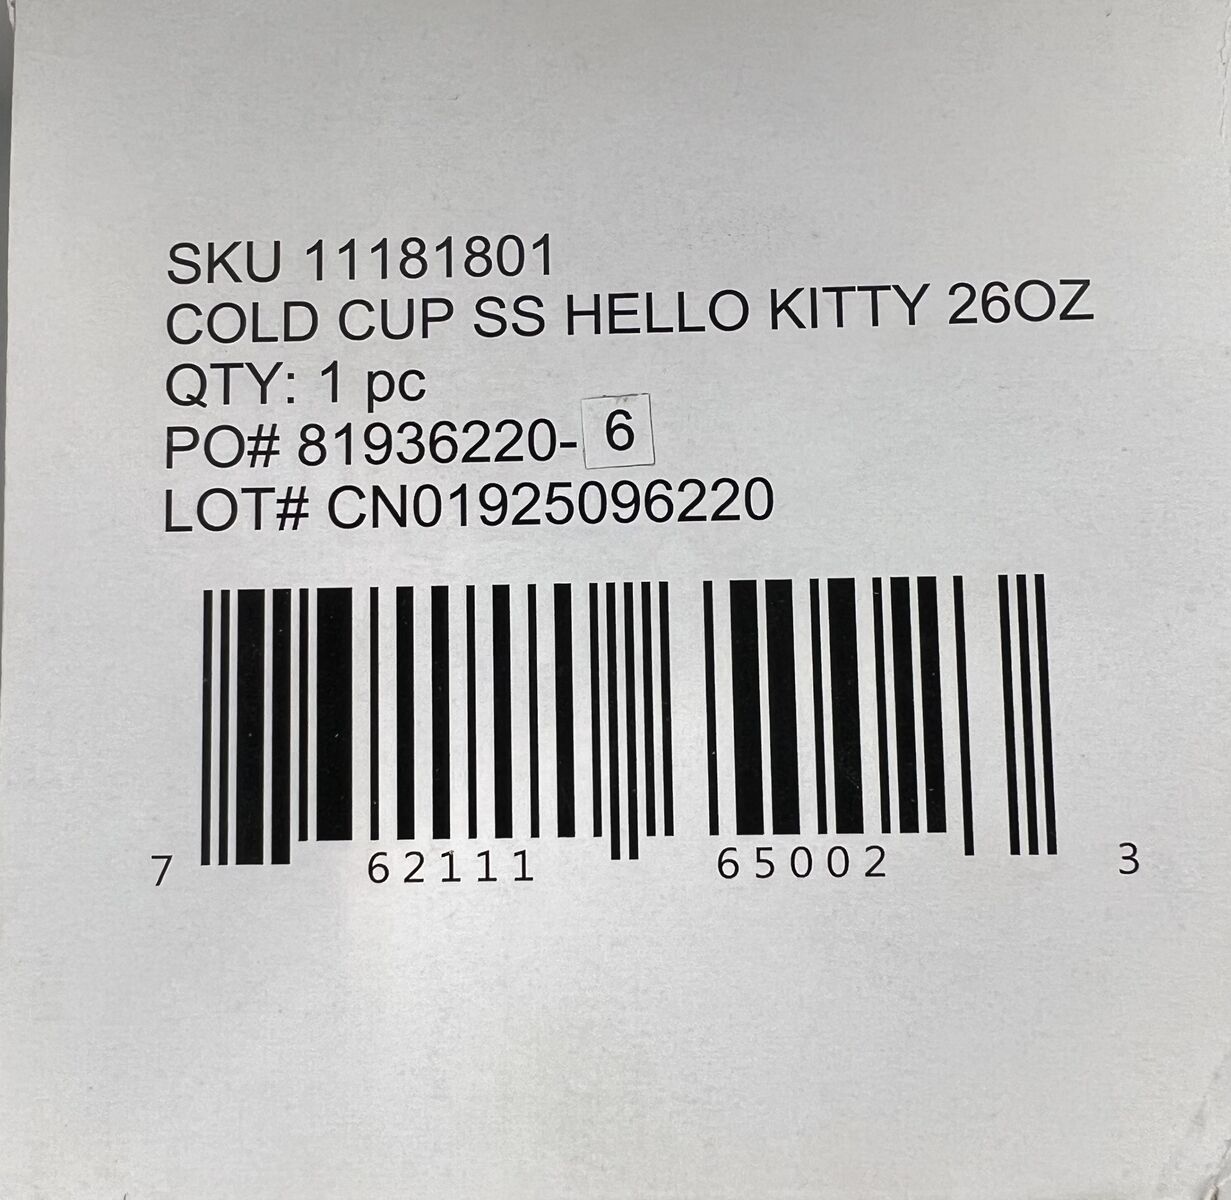 SKU 11181801
COLD CUP SS HELLO KITTY 26OZ
QTY: 1 pc
PO# 81936220-6
LOT# CN01925096220
7 62111 65002 3